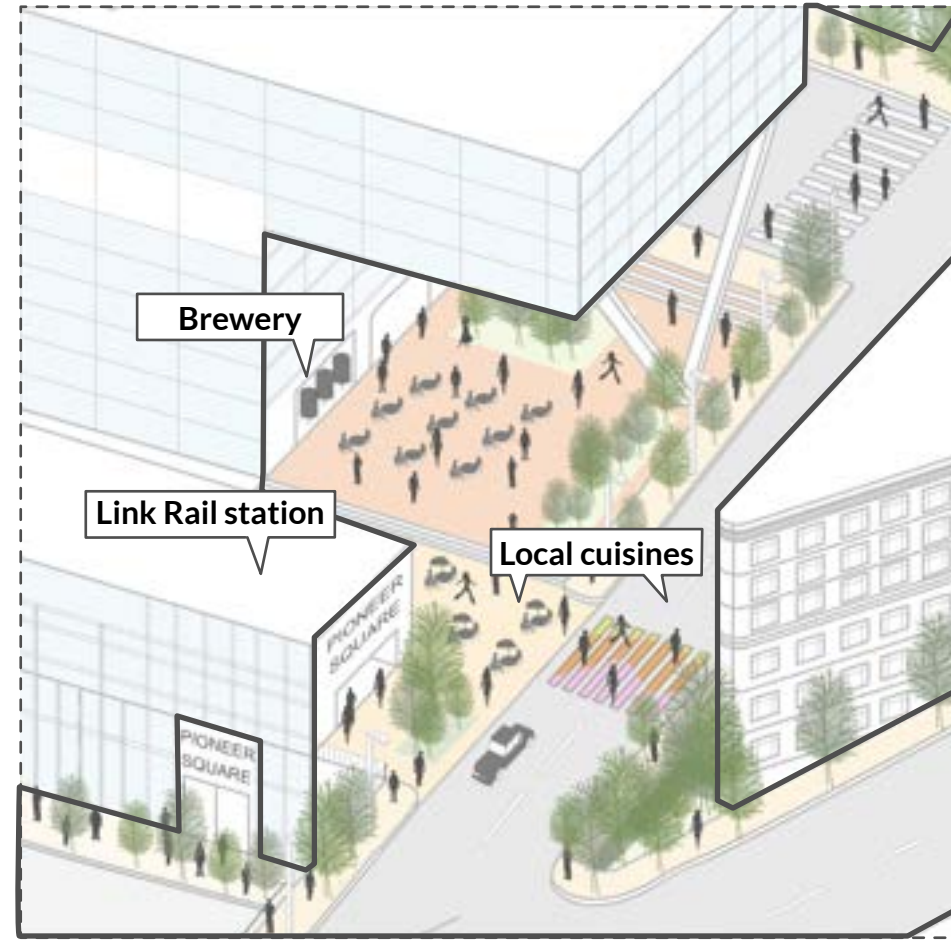 Brewery
Link Rail station
Local cuisines
PIONEER
SQUARE
PIONEER
SQUARE